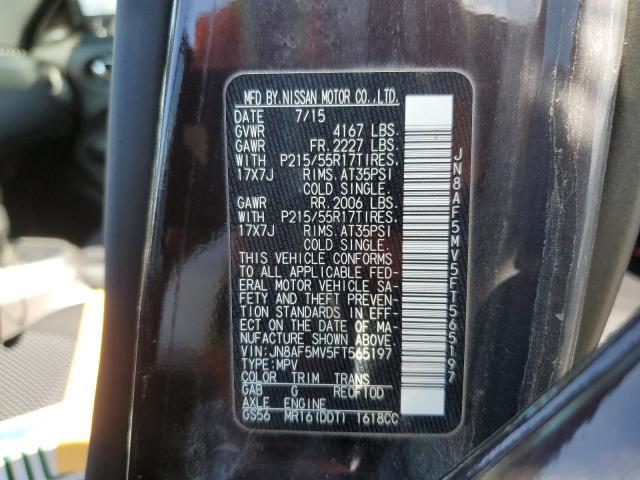 MFD BY.NISSAN MOTOR CO.,LTD.
DATE 7/15
GVWR 4167 LBS.
GAWR FR. 2227 LBS.
WITH P215/55R17TIRES.
17X7J RIMS. AT35PSI
COLD SINGLE.
GAWR RR. 2006 LBS.
WITH P215/55R17TIRES.
17X7J RIMS. AT35PSI
COLD SINGLE.
THIS VEHICLE CONFORMS
TO ALL APPLICABLE FED-
ERAL MOTOR VEHICLE SA-
FETY AND THEFT PREVEN-
TION STANDARDS IN EFF-
ECT ON THE DATE OF MA-
NUFACTURE SHOWN ABOVE.
VIN:JN8AF5MV5FT565197
TYPE:MPV
COLOR TRIM TRANS
GAB G RE0F10D
AXLE ENGINE
GS56 MR16(DDT) 1618CC
JN8AF5MV5FT565197